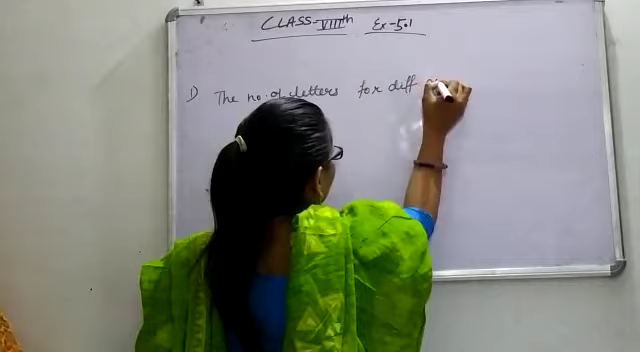 CLASS-VIIIth Ex-5.1
1) The no. of letters for diff